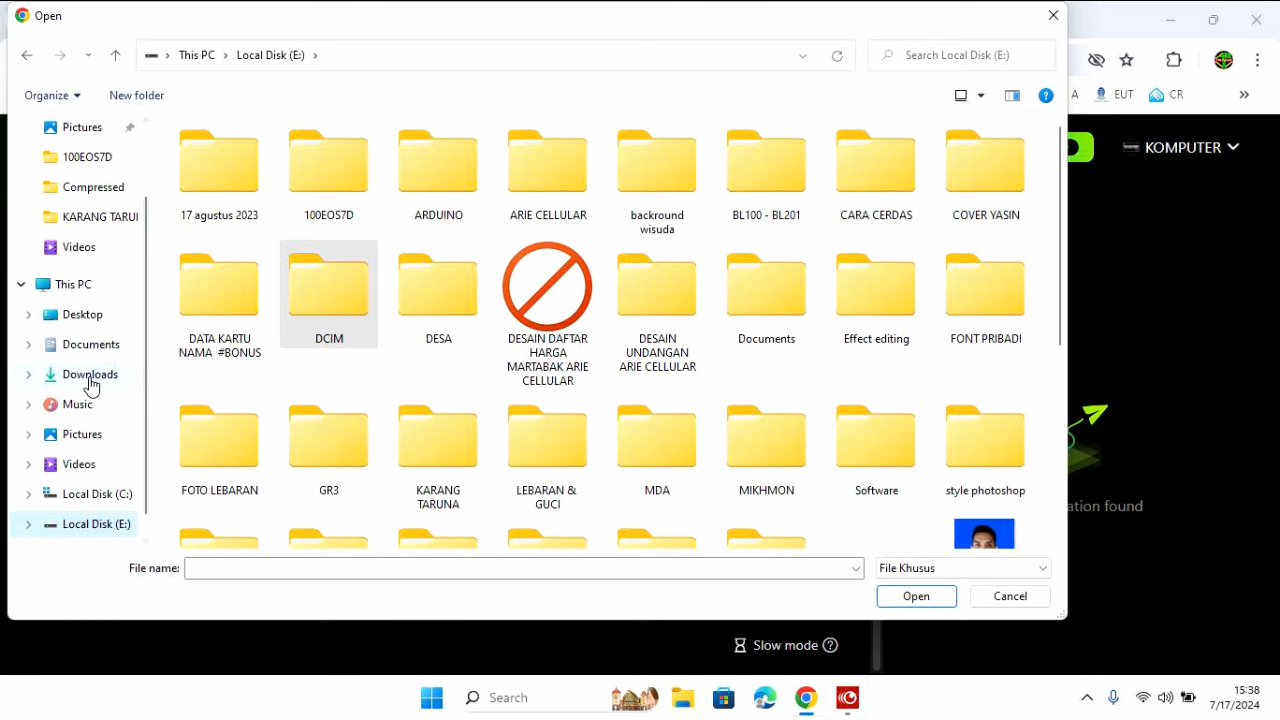 Open
This PC
Local Disk (E:)
Search Local Disk (E:)
Organize
New folder
A
EUT
CR
KOMPUTER
Pictures
100EOS7D
Compressed
KARANG TARUI
Videos
This PC
Desktop
Documents
Downloads
Music
Pictures
Videos
Local Disk (C:)
Local Disk (E:)
17 agustus 2023
100EOS7D
ARDUINO
ARIE CELLULAR
backround
wisuda
BL100 - BL201
CARA CERDAS
COVER YASIN
DATA KARTU
NAMA #BONUS
DCIM
DESA
DESAIN DAFTAR
HARGA
MARTABAK ARIE
CELLULAR
DESAIN
UNDANGAN
ARIE CELLULAR
Documents
Effect editing
FONT PRIBADI
FOTO LEBARAN
GR3
KARANG
TARUNA
LEBARAN &
GUCI
MDA
MIKHMON
Software
style photoshop
ation found
File name:
File Khusus
Open
Cancel
Slow mode
Search
15:38
7/17/2024